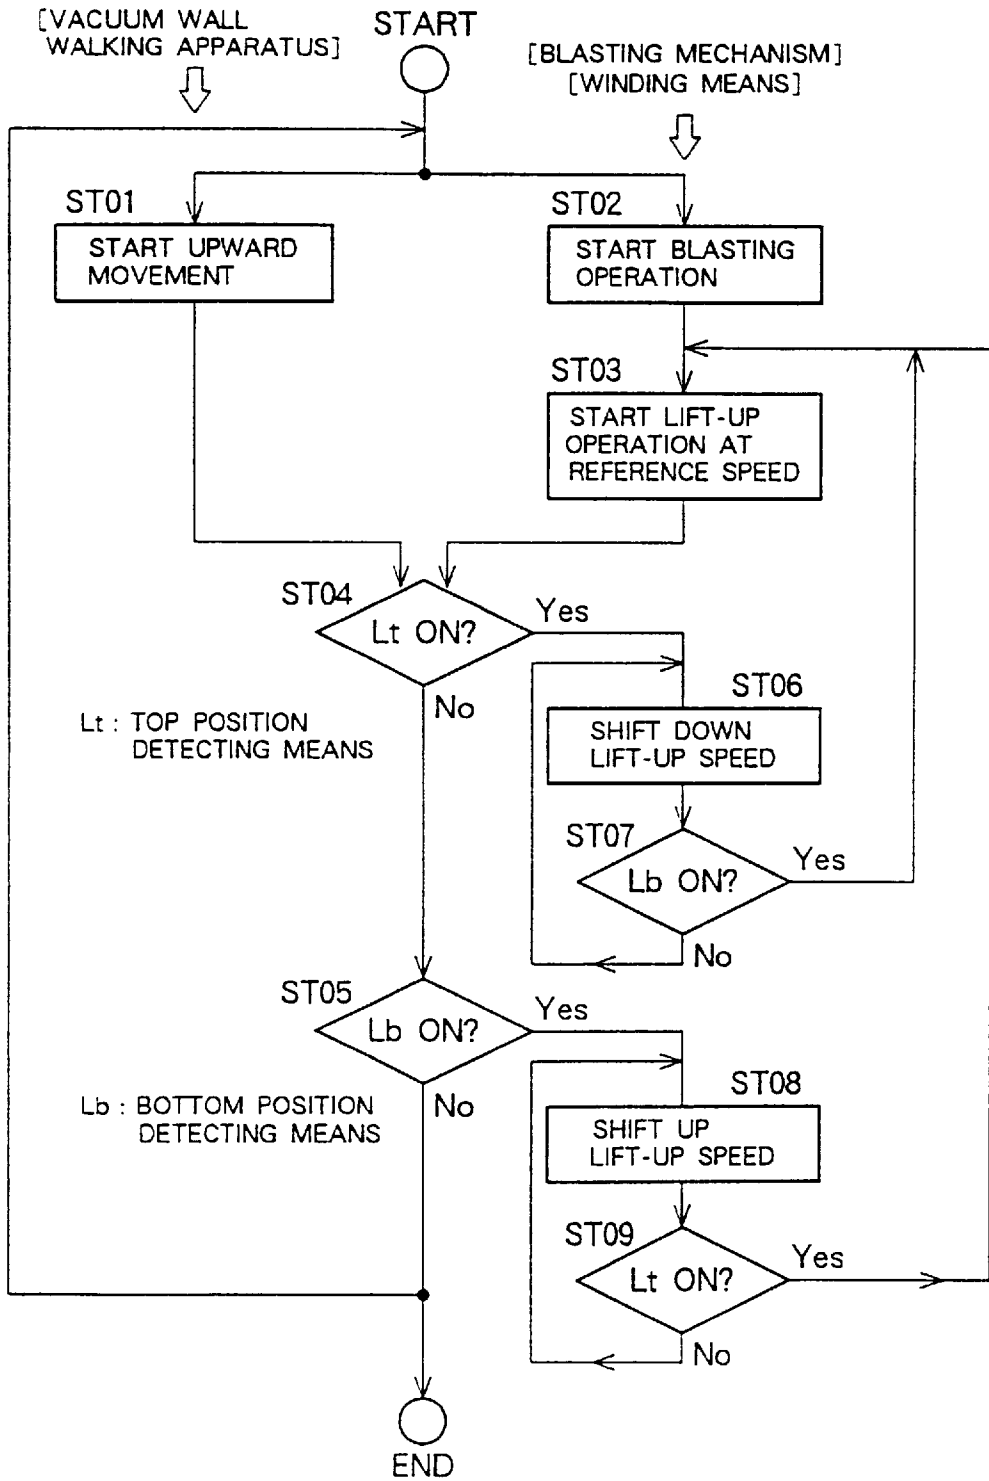 [VACUUM WALL
WALKING APPARATUS]
START
[BLASTING MECHANISM]
[WINDING MEANS]
ST01
START UPWARD
MOVEMENT
ST02
START BLASTING
OPERATION
ST03
START LIFT-UP
OPERATION AT
REFERENCE SPEED
ST04
Lt ON?
Yes
No
Lt : TOP POSITION
DETECTING MEANS
ST06
SHIFT DOWN
LIFT-UP SPEED
ST07
Lb ON?
Yes
No
ST05
Lb ON?
Yes
No
Lb : BOTTOM POSITION
DETECTING MEANS
ST08
SHIFT UP
LIFT-UP SPEED
ST09
Lt ON?
Yes
No
END